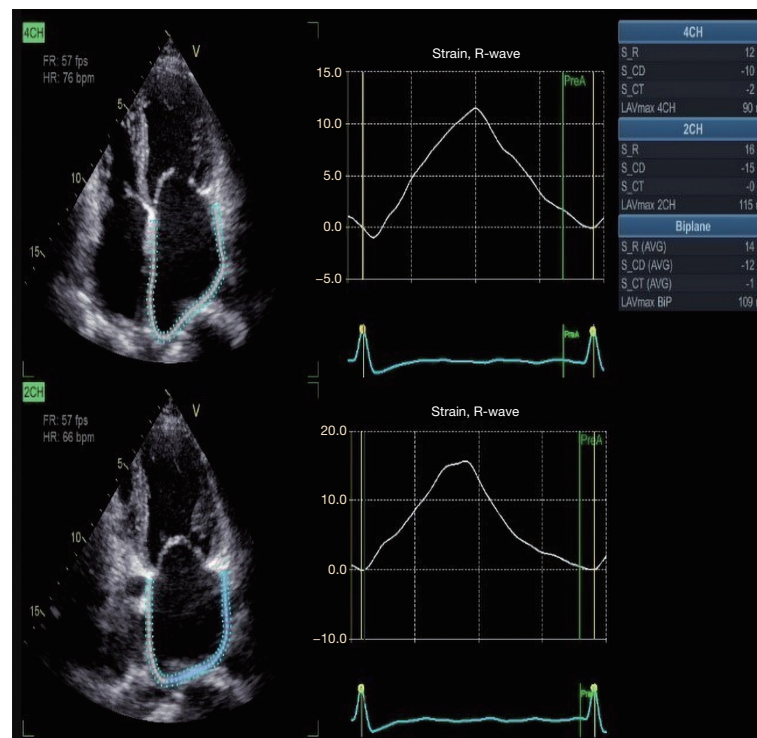 4CH
FR: 57 fps
HR: 76 bpm
V
5
10
15
Strain, R-wave
15.0
10.0
5.0
0.0
−5.0
PreA
PreA
4CH
S_R 12
S_CD -10
S_CT -2
LAVmax 4CH 90
2CH
S_R 16
S_CD -15
S_CT -0
LAVmax 2CH 115
Biplane
S_R (AVG) 14
S_CD (AVG) -12
S_CT (AVG) -1
LAVmax BiP 109
2CH
FR: 57 fps
HR: 66 bpm
V
5
10
15
Strain, R-wave
20.0
10.0
0.0
−10.0
PreA